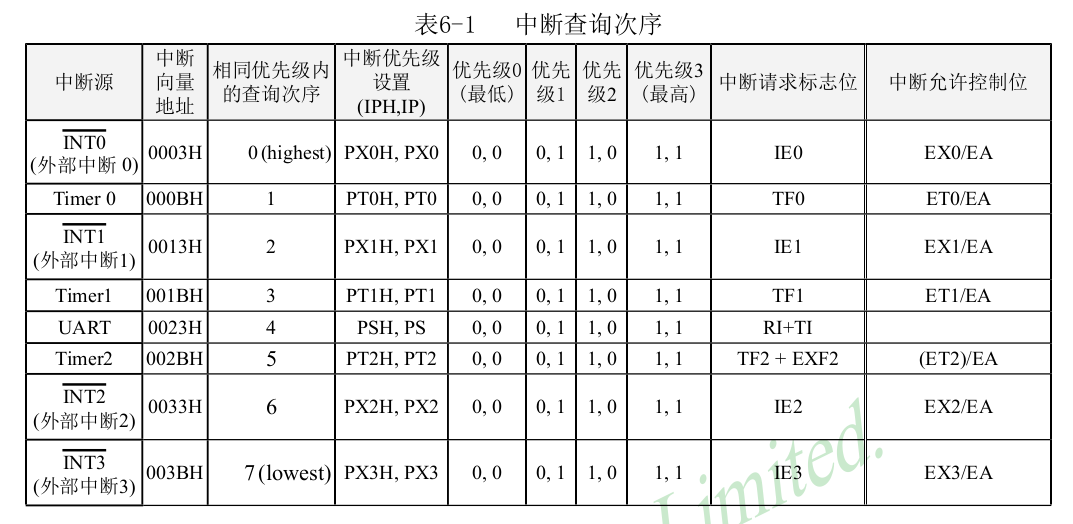 表6-1 中断查询次序
中断源 中断向量地址 相同优先级内的查询次序 中断优先级设置(IPH,IP) 优先级0(最低) 优先级1 优先级2 优先级3(最高) 中断请求标志位 中断允许控制位
INT0(外部中断 0) 0003H 0(highest) PX0H, PX0 0, 0 0, 1 1, 0 1, 1 IE0 EX0/EA
Timer 0 000BH 1 PT0H, PT0 0, 0 0, 1 1, 0 1, 1 TF0 ET0/EA
INT1(外部中断1) 0013H 2 PX1H, PX1 0, 0 0, 1 1, 0 1, 1 IE1 EX1/EA
Timer1 001BH 3 PT1H, PT1 0, 0 0, 1 1, 0 1, 1 TF1 ET1/EA
UART 0023H 4 PSH, PS 0, 0 0, 1 1, 0 1, 1 RI+TI
Timer2 002BH 5 PT2H, PT2 0, 0 0, 1 1, 0 1, 1 TF2 + EXF2 (ET2)/EA
INT2(外部中断2) 0033H 6 PX2H, PX2 0, 0 0, 1 1, 0 1, 1 IE2 EX2/EA
INT3(外部中断3) 003BH 7(lowest) PX3H, PX3 0, 0 0, 1 1, 0 1, 1 IE3 EX3/EA
Limited.